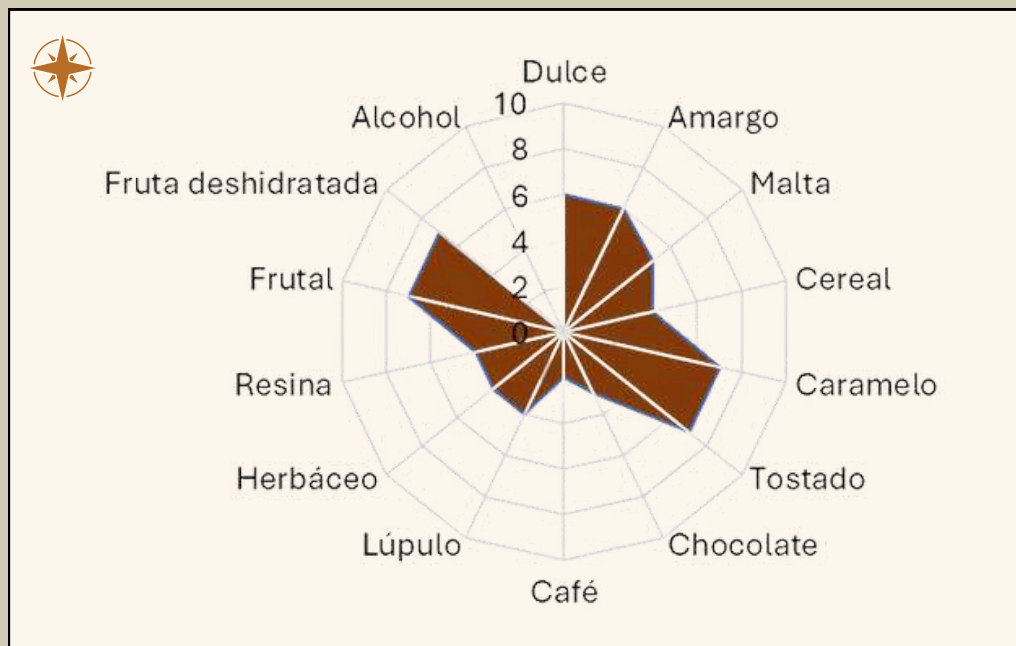 Dulce
10
Alcohol
Amargo
8
Fruta deshidratada
6
Malta
4
Frutal
2
Cereal
0
Resina
Caramelo
Herbáceo
Tostado
Lúpulo
Chocolate
Café